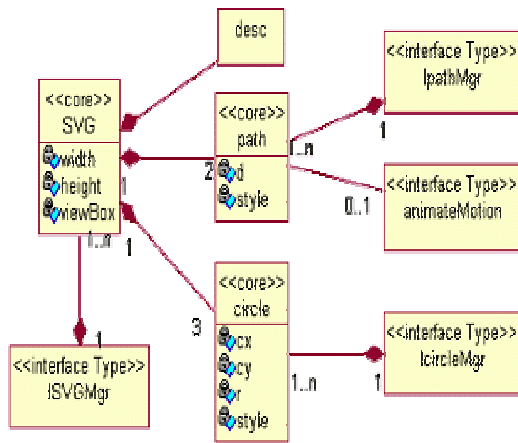 desc
<<core>>
SVG
width
height
viewBox
<<core>>
path
d
style
<<interface Type>>
IpathMgr
<<interface Type>>
animateMotion
<<core>>
circle
cx
cy
r
style
<<interface Type>>
IcircleMgr
<<interface Type>>
ISVGMgr
1
2
1..n
1
0..1
1..n
1
1
3
1..n
1